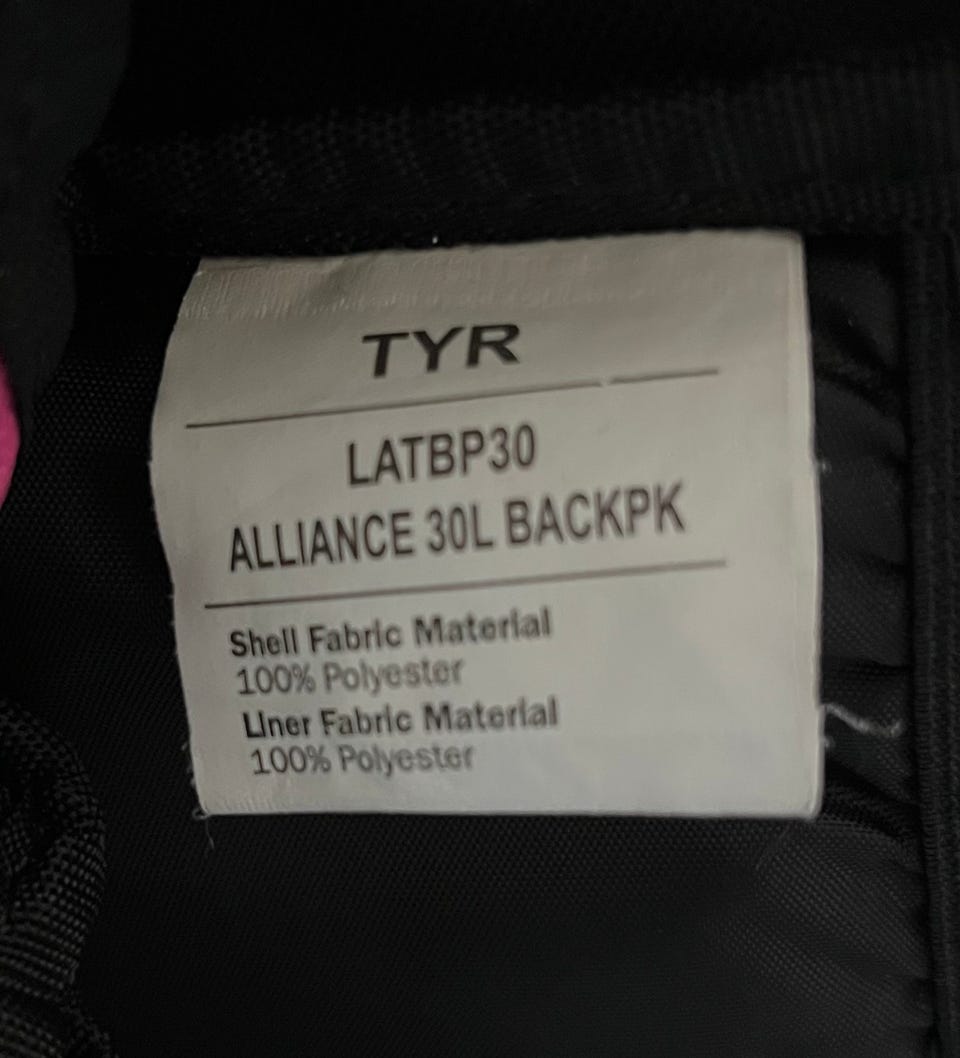 TYR
LATBP30
ALLIANCE 30L BACKPK
Shell Fabric Material
100% Polyester
Liner Fabric Material
100% Polyester